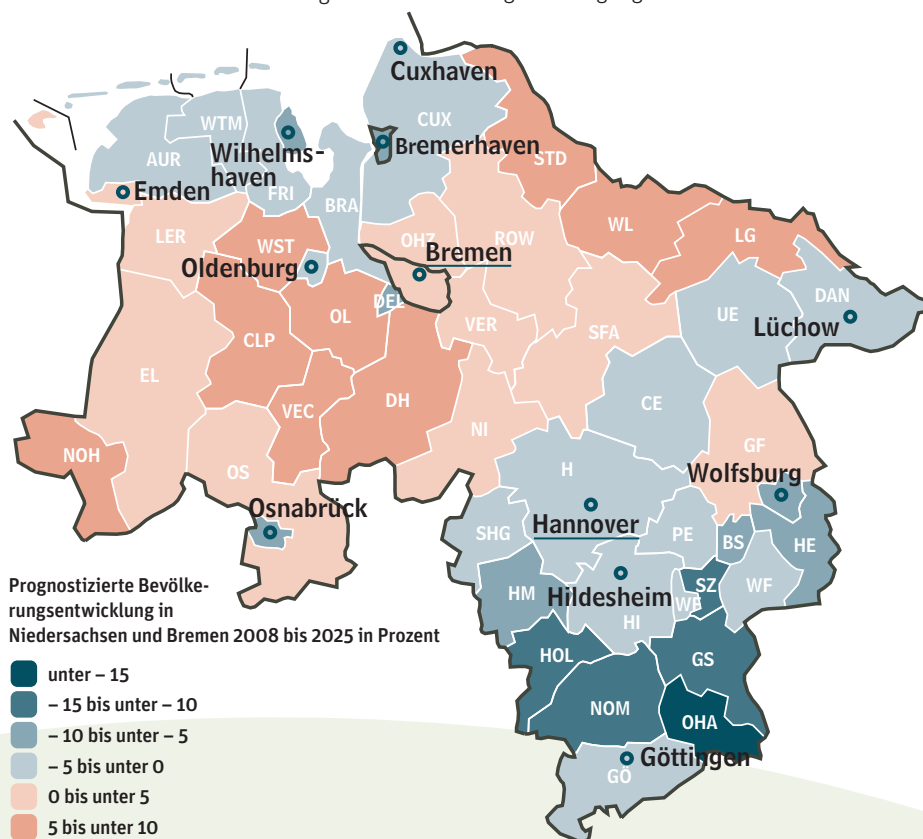 Cuxhaven
CUX
WTM
Wilhelms-
haven
Bremerhaven
AUR
STD
Emden
FRI
BRA
LER
WST
OHZ
ROW
WL
LG
Bremen
Oldenburg
DEL
DAN
OL
VER
UE
Lüchow
SFA
CLP
EL
CE
VEC
DH
NI
GF
NOH
OS
H
Wolfsburg
Osnabrück
Hannover
SHG
PE
BS
HE
SZ
WF
HM
Hildesheim
WF
HI
HOL
GS
NOM
OHA
Göttingen
GÖ
Prognostizierte Bevölke-
rungsentwicklung in
Niedersachsen und Bremen 2008 bis 2025 in Prozent
unter – 15
– 15 bis unter – 10
– 10 bis unter – 5
– 5 bis unter 0
0 bis unter 5
5 bis unter 10